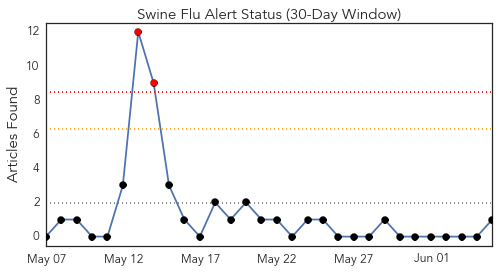 Swine Flu Alert Status (30-Day Window)
Articles Found
12
10
8
6
4
2
0
May 07 May 12 May 17 May 22 May 27 Jun 01